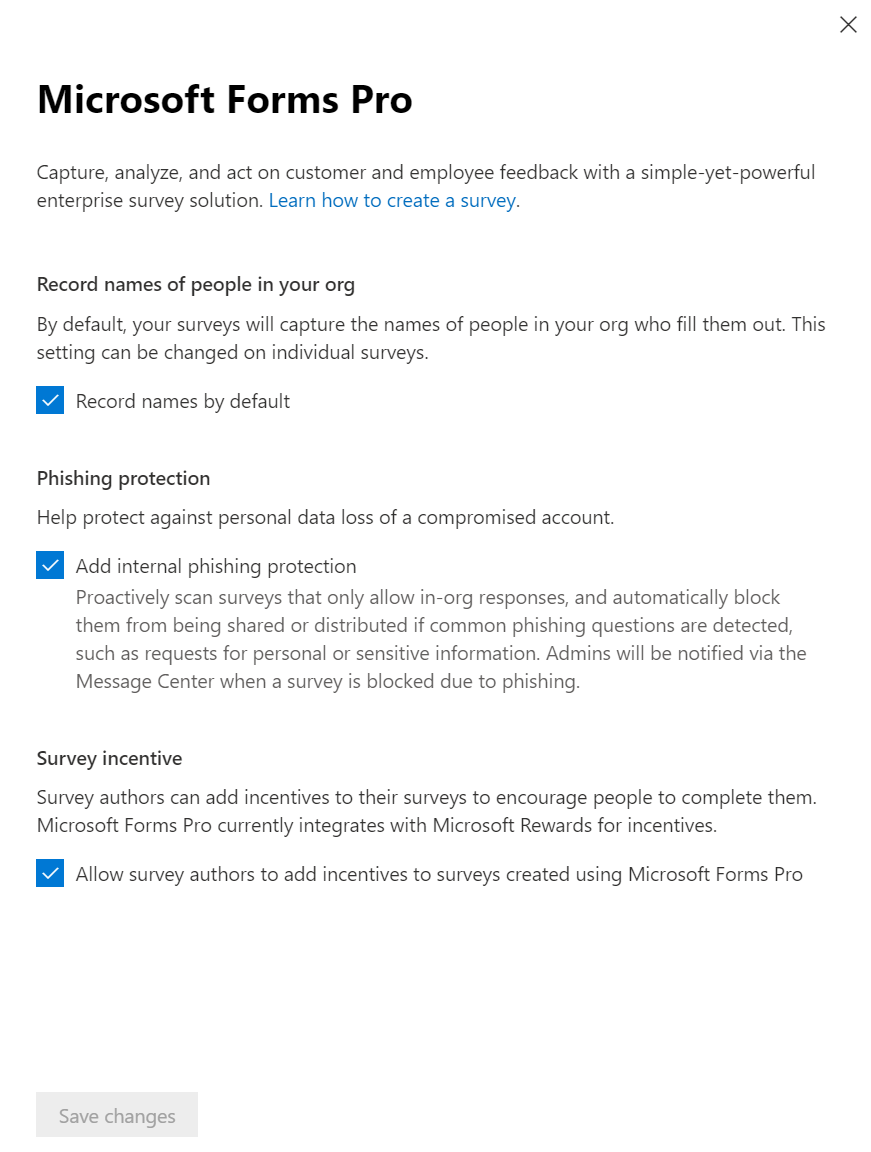 Microsoft Forms Pro
Capture, analyze, and act on customer and employee feedback with a simple-yet-powerful
enterprise survey solution. Learn how to create a survey.
Record names of people in your org
By default, your surveys will capture the names of people in your org who fill them out. This
setting can be changed on individual surveys.
Record names by default
Phishing protection
Help protect against personal data loss of a compromised account.
Add internal phishing protection
Proactively scan surveys that only allow in-org responses, and automatically block
them from being shared or distributed if common phishing questions are detected,
such as requests for personal or sensitive information. Admins will be notified via the
Message Center when a survey is blocked due to phishing.
Survey incentive
Survey authors can add incentives to their surveys to encourage people to complete them.
Microsoft Forms Pro currently integrates with Microsoft Rewards for incentives.
Allow survey authors to add incentives to surveys created using Microsoft Forms Pro
Save changes